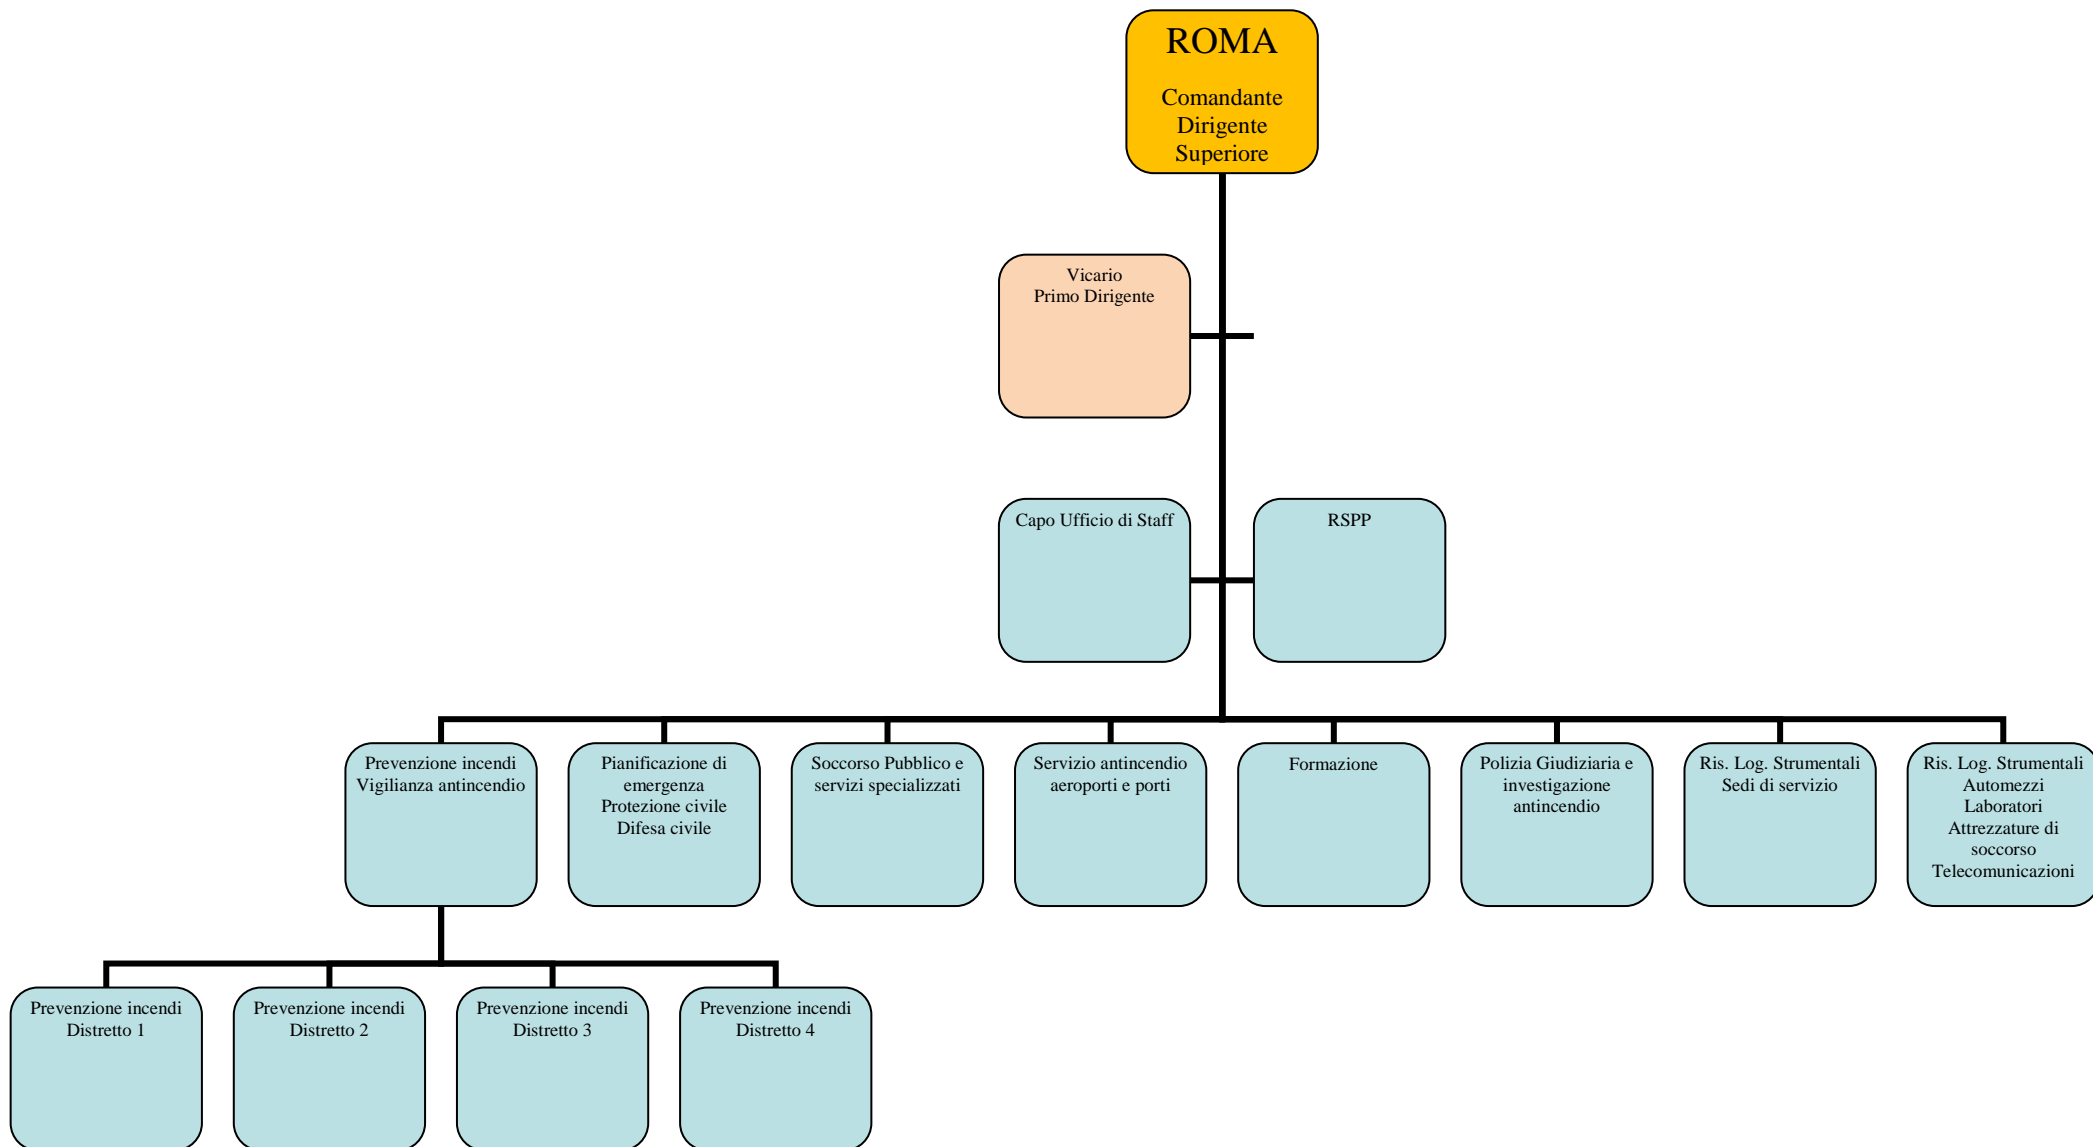 ROMA
Comandante
Dirigente
Superiore
Vicario
Primo Dirigente
Capo Ufficio di Staff
RSPP
Prevenzione incendi
Vigilianza antincendio
Pianificazione di
emergenza
Protezione civile
Difesa civile
Soccorso Pubblico e
servizi specializzati
Servizio antincendio
aeroporti e porti
Formazione
Polizia Giudiziaria e
investigazione
antincendio
Ris. Log. Strumentali
Sedi di servizio
Ris. Log. Strumentali
Automezzi
Laboratori
Attrezzature di
soccorso
Telecomunicazioni
Prevenzione incendi
Distretto 1
Prevenzione incendi
Distretto 2
Prevenzione incendi
Distretto 3
Prevenzione incendi
Distretto 4